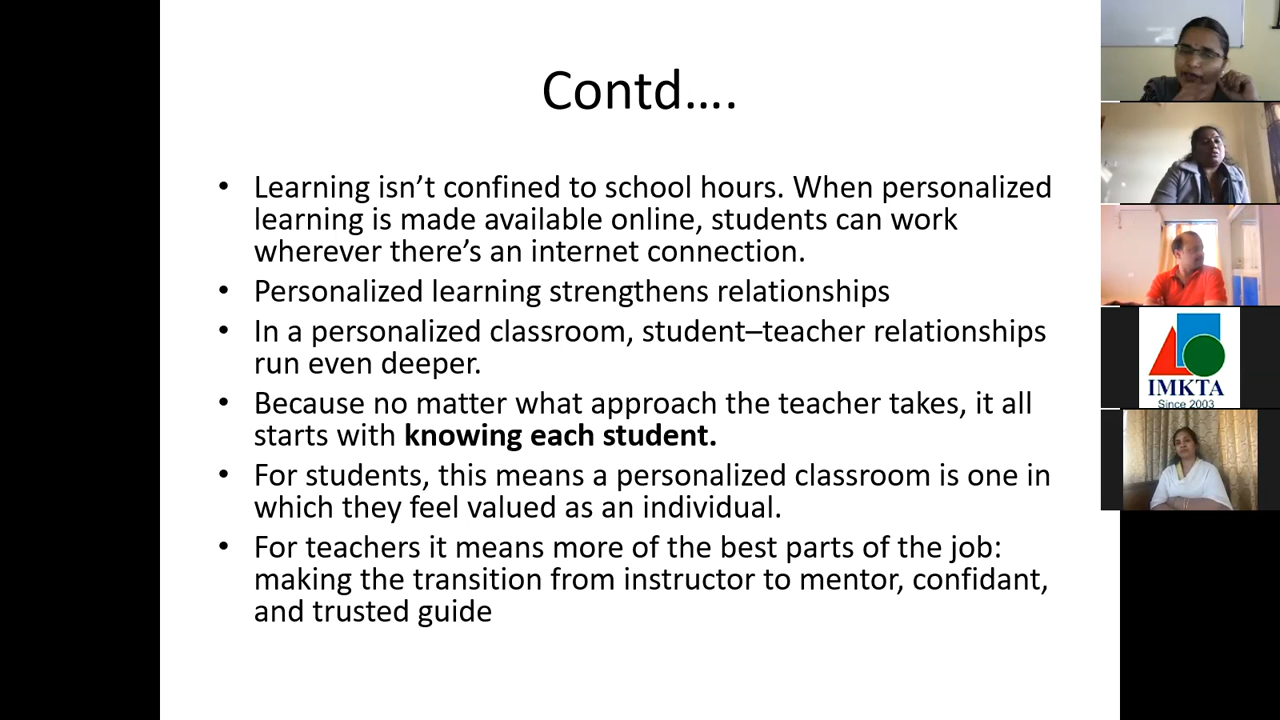 Contd….
• Learning isn’t confined to school hours. When personalized
learning is made available online, students can work
wherever there’s an internet connection.
• Personalized learning strengthens relationships
• In a personalized classroom, student–teacher relationships
run even deeper.
• Because no matter what approach the teacher takes, it all
starts with knowing each student.
• For students, this means a personalized classroom is one in
which they feel valued as an individual.
• For teachers it means more of the best parts of the job:
making the transition from instructor to mentor, confidant,
and trusted guide
IMKTA
Since 2003